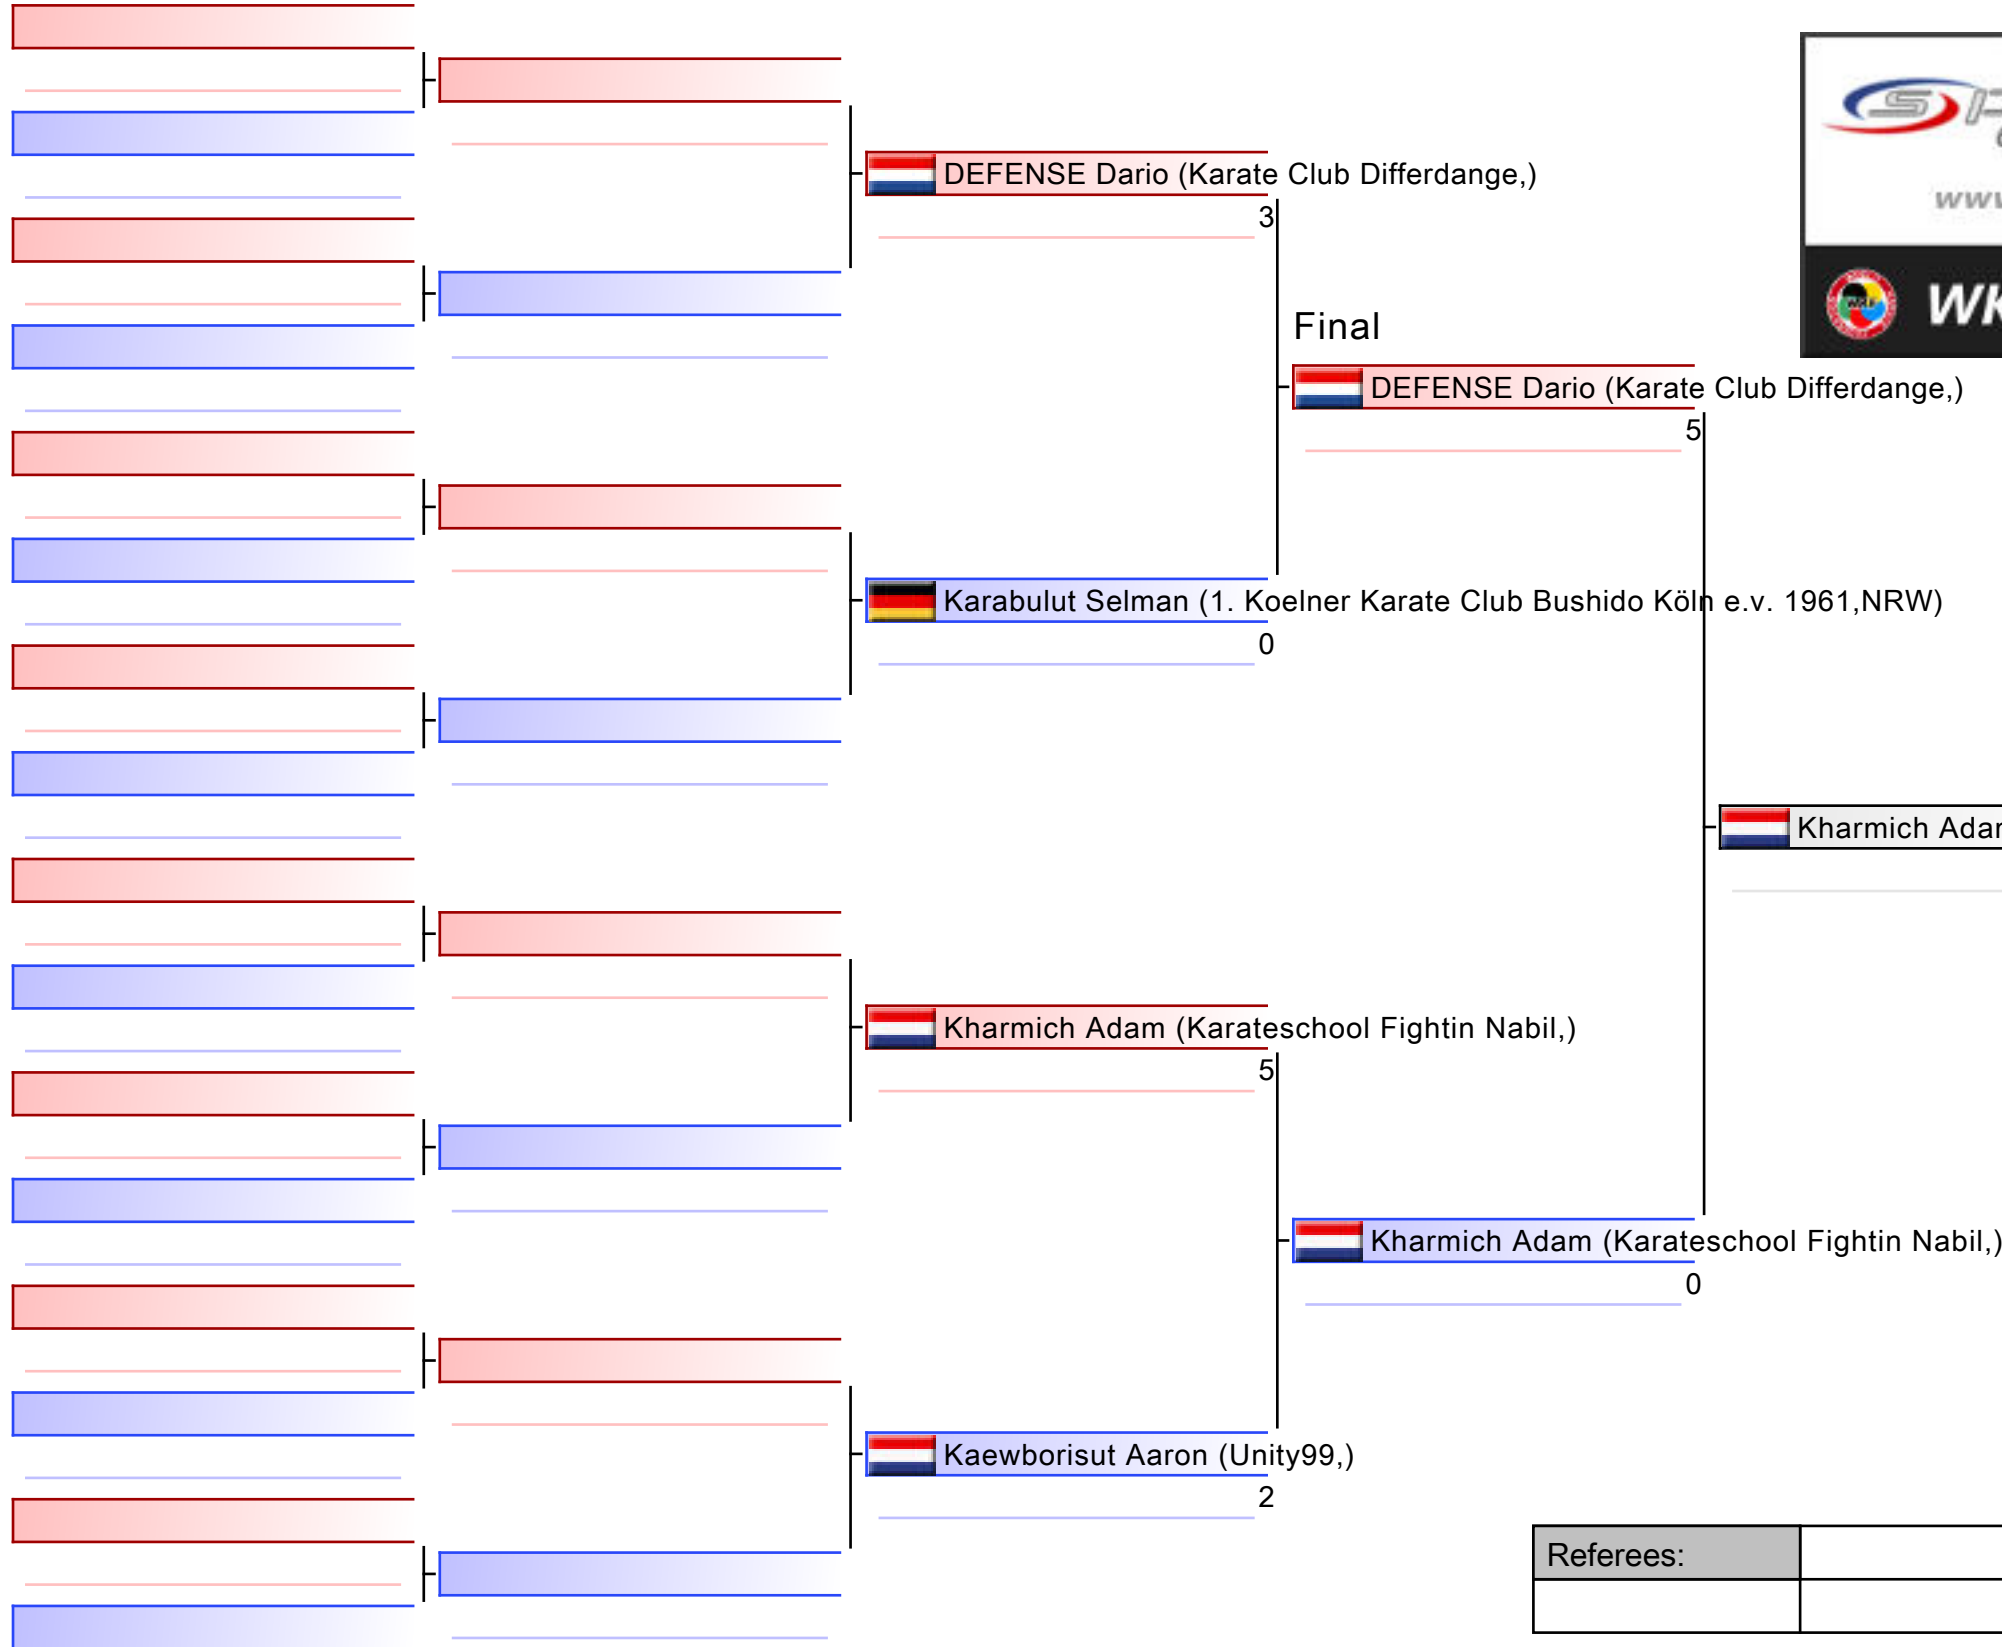 DEFENSE Dario (Karate Club Differdange,)
3
Final
DEFENSE Dario (Karate Club Differdange,)
5
Karabulut Selman (1. Koelner Karate Club Bushido Köln e.v. 1961,NRW)
0
Kharmich Adam
Kharmich Adam (Karateschool Fightin Nabil,)
5
Kharmich Adam (Karateschool Fightin Nabil,)
0
Kaewborisut Aaron (Unity99,)
2
Referees: